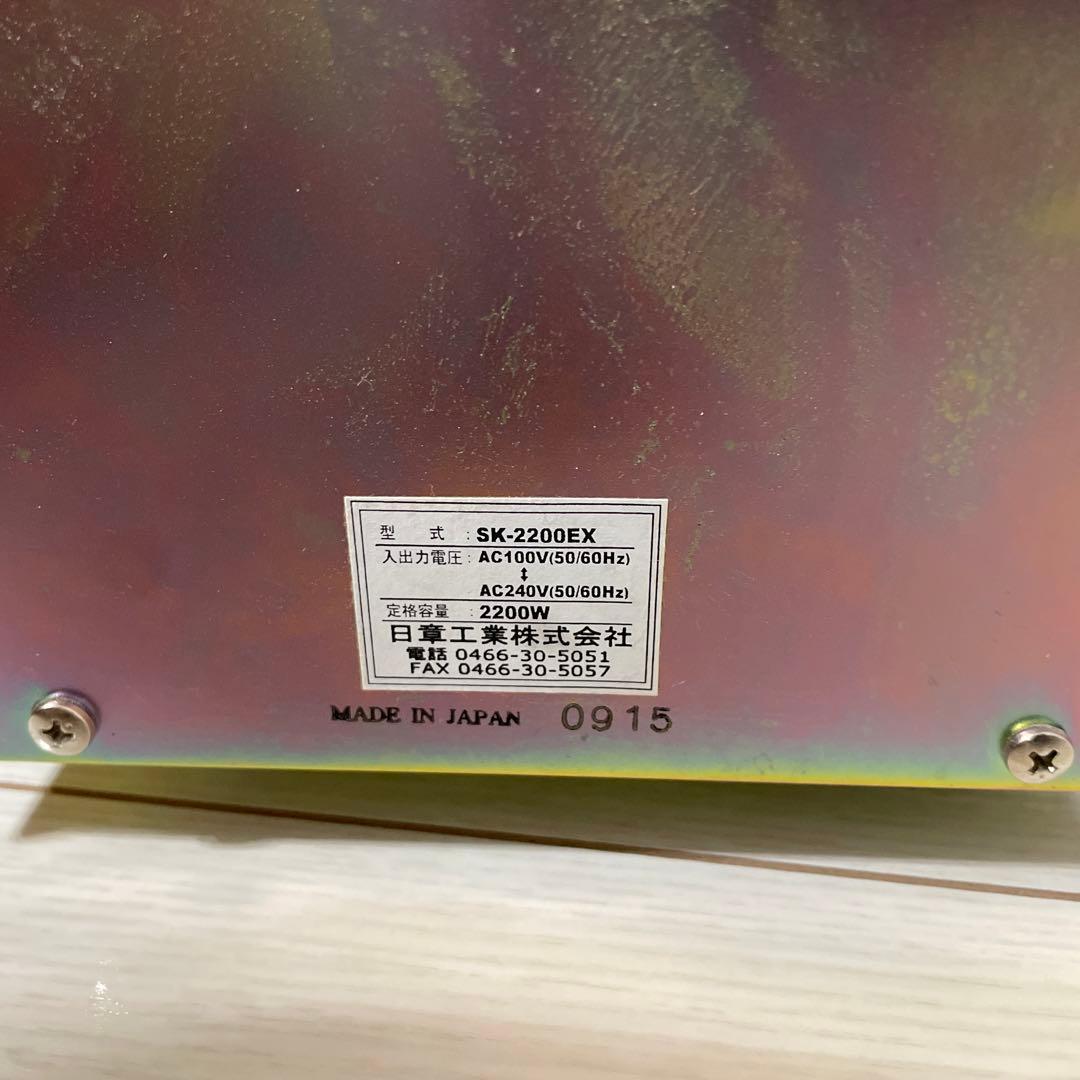 型 式 : SK-2200EX
入出力電圧 : AC100V(50/60Hz)
↕
AC240V(50/60Hz)
定格容量 : 2200W
日章工業株式会社
電話 0466-30-5051
FAX 0466-30-5057
MADE IN JAPAN 0915